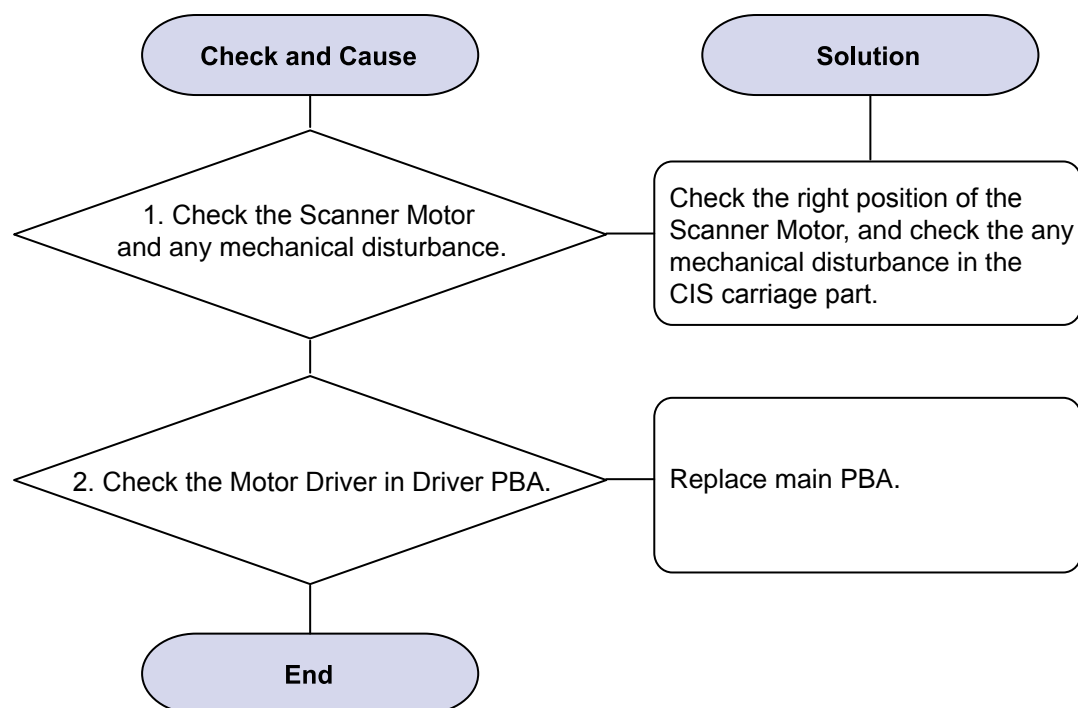 Check and Cause
Solution
1. Check the Scanner Motor
and any mechanical disturbance.
Check the right position of the
Scanner Motor, and check the any
mechanical disturbance in the
CIS carriage part.
2. Check the Motor Driver in Driver PBA.
Replace main PBA.
End